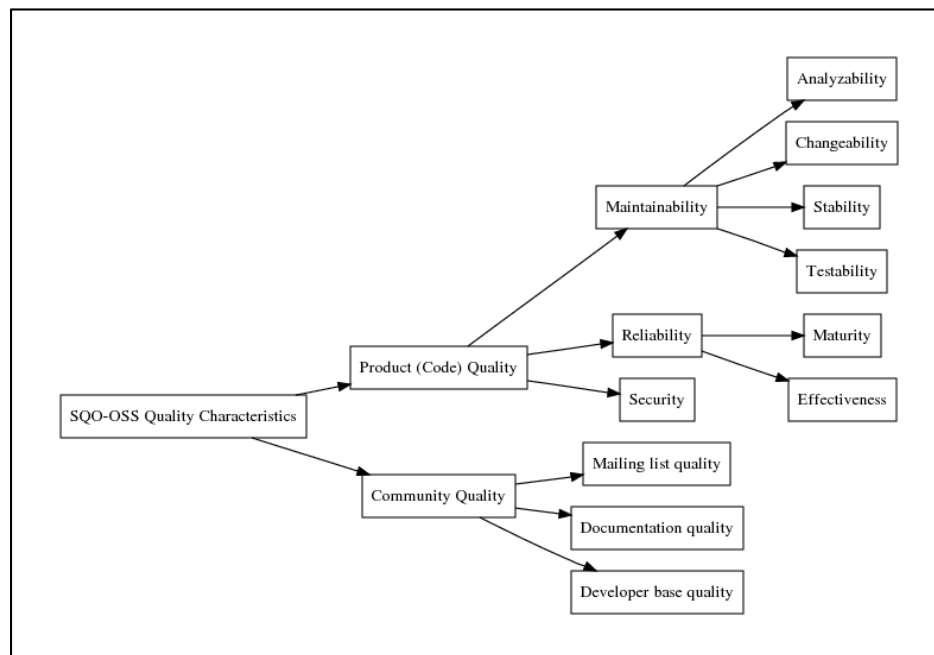 Analyzability
Changeability
Maintainability
Stability
Testability
Reliability
Maturity
Product (Code) Quality
Security
Effectiveness
SQO-OSS Quality Characteristics
Mailing list quality
Community Quality
Documentation quality
Developer base quality